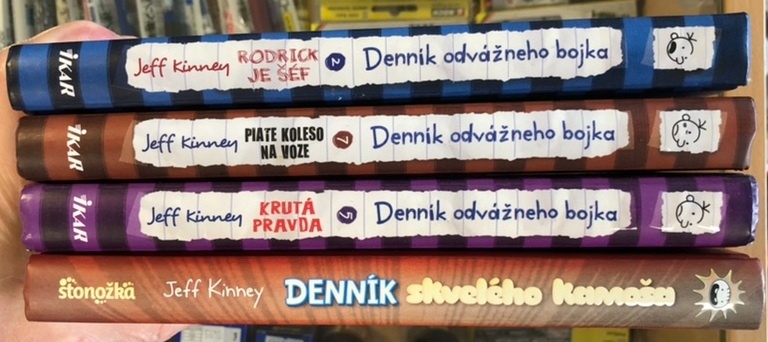 IKAR Jeff Kinney RODRICK JE ŠÉF 2 Denník odvážneho bojka
IKAR Jeff Kinney PIATE KOLESO NA VOZE 7 Denník odvážneho bojka
IKAR Jeff Kinney KRUTÁ PRAVDA 5 Denník odvážneho bojka
stonožka Jeff Kinney DENNÍK skvelého kamoša